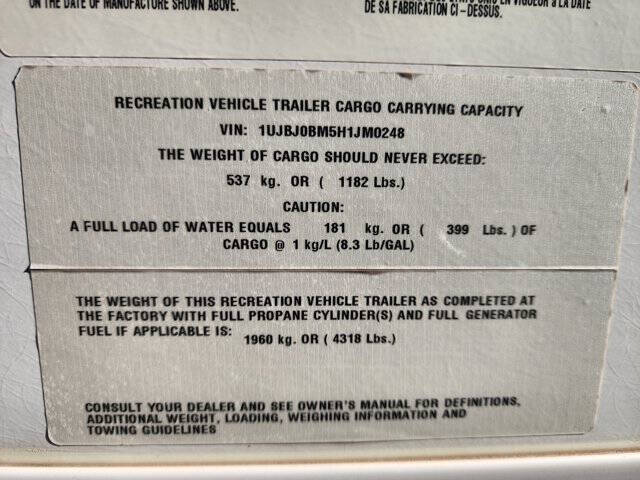 ON THE DATE OF MANUFACTURE SHOWN ABOVE.
EN VIGUEUR à LA DATE
DE SA FABRICATION CI-DESSUS.
RECREATION VEHICLE TRAILER CARGO CARRYING CAPACITY
VIN: 1UJBJ0BM5H1JM0248
THE WEIGHT OF CARGO SHOULD NEVER EXCEED:
537 kg. OR ( 1182 Lbs.)
CAUTION:
A FULL LOAD OF WATER EQUALS 181 kg. OR ( 399 Lbs. ) OF
CARGO @ 1 kg/L (8.3 Lb/GAL)
THE WEIGHT OF THIS RECREATION VEHICLE TRAILER AS COMPLETED AT
THE FACTORY WITH FULL PROPANE CYLINDER(S) AND FULL GENERATOR
FUEL IF APPLICABLE IS: 1960 kg. OR ( 4318 Lbs.)
CONSULT YOUR DEALER AND SEE OWNER'S MANUAL FOR DEFINITIONS,
ADDITIONAL WEIGHT, LOADING, WEIGHING INFORMATION AND
TOWING GUIDELINES